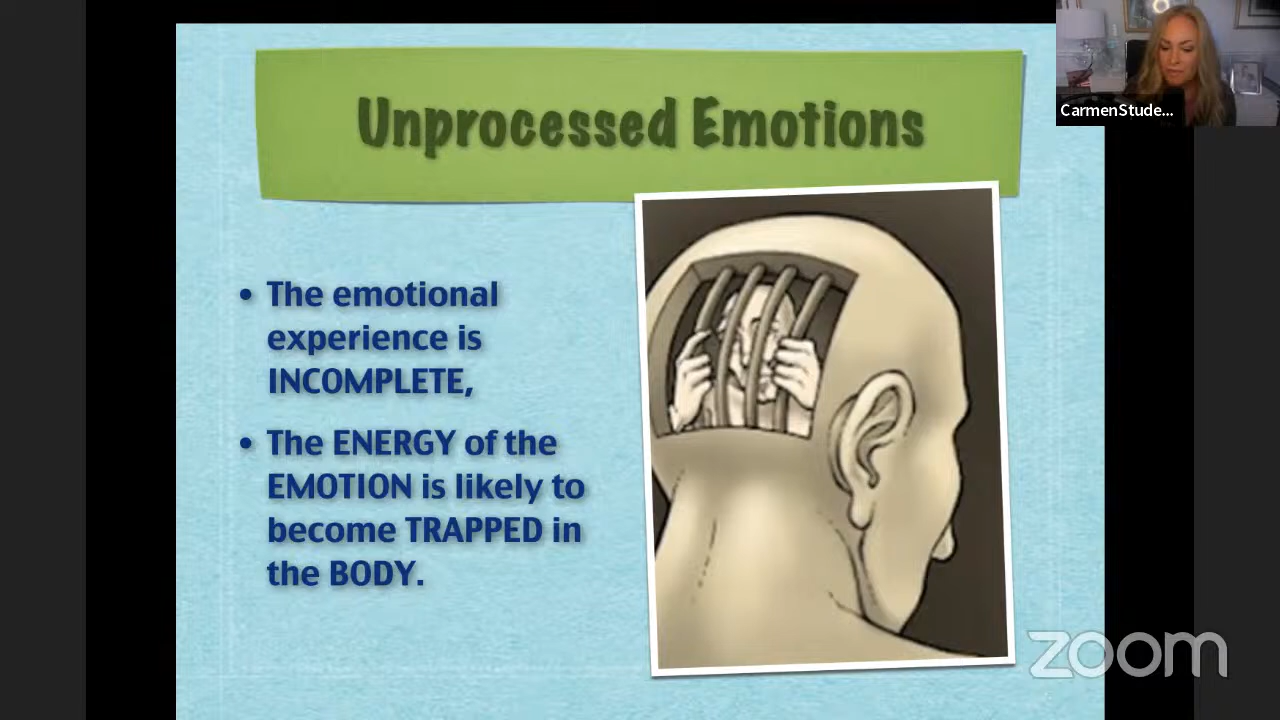 Unprocessed Emotions
CarmenStude...
• The emotional
experience is
INCOMPLETE,
• The ENERGY of the
EMOTION is likely to
become TRAPPED in
the BODY.
zoom